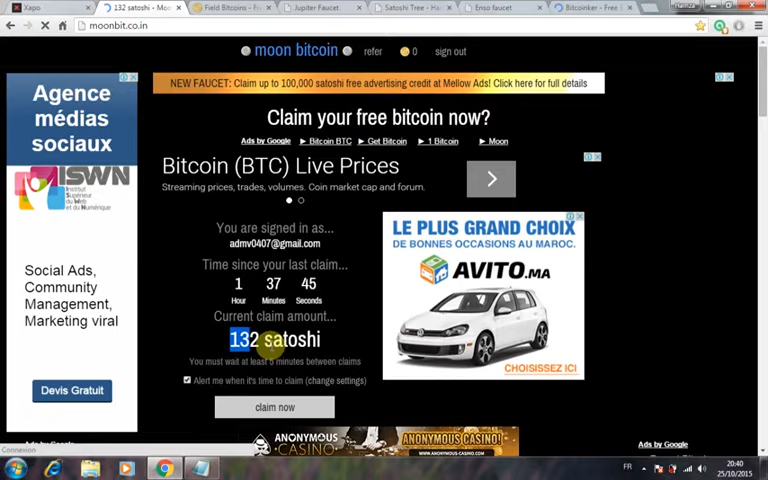 Xapo
132 satoshi - Moo
Field Bitcoins - F
Jupiter Faucet
Satoshi Tree - H
Enso faucet
Bitcoinker - Free
Hamza
moonbit.co.in
moon bitcoin
refer
0
sign out
Agence
médias
sociaux
ISWN
Institut
Supérieur
du Web
et du Numérique
Social Ads,
Community
Management,
Marketing viral
Devis Gratuit
NEW FAUCET: Claim up to 100,000 satoshi free advertising credit at Mellow Ads! Click here for full details
Claim your free bitcoin now?
Ads by Google
Bitcoin BTC
Get Bitcoin
1 Bitcoin
Moon
Bitcoin (BTC) Live Prices
Streaming prices, trades, volumes. Coin market cap and forum.
You are signed in as...
admv0407@gmail.com
Time since your last claim...
1 37 45
Hour Minutes Seconds
Current claim amount...
132 satoshi
You must wait at least 5 minutes between claims
Alert me when it's time to claim (change settings)
claim now
LE PLUS GRAND CHOIX
DE BONNES OCCASIONS AU MAROC.
AVITO.MA
CHOISISSEZ ICI
ANONYMOUS
CASINO
ANONYMOUS CASINO!
Ads by Google
Connexion
FR
20:40
25/10/2015